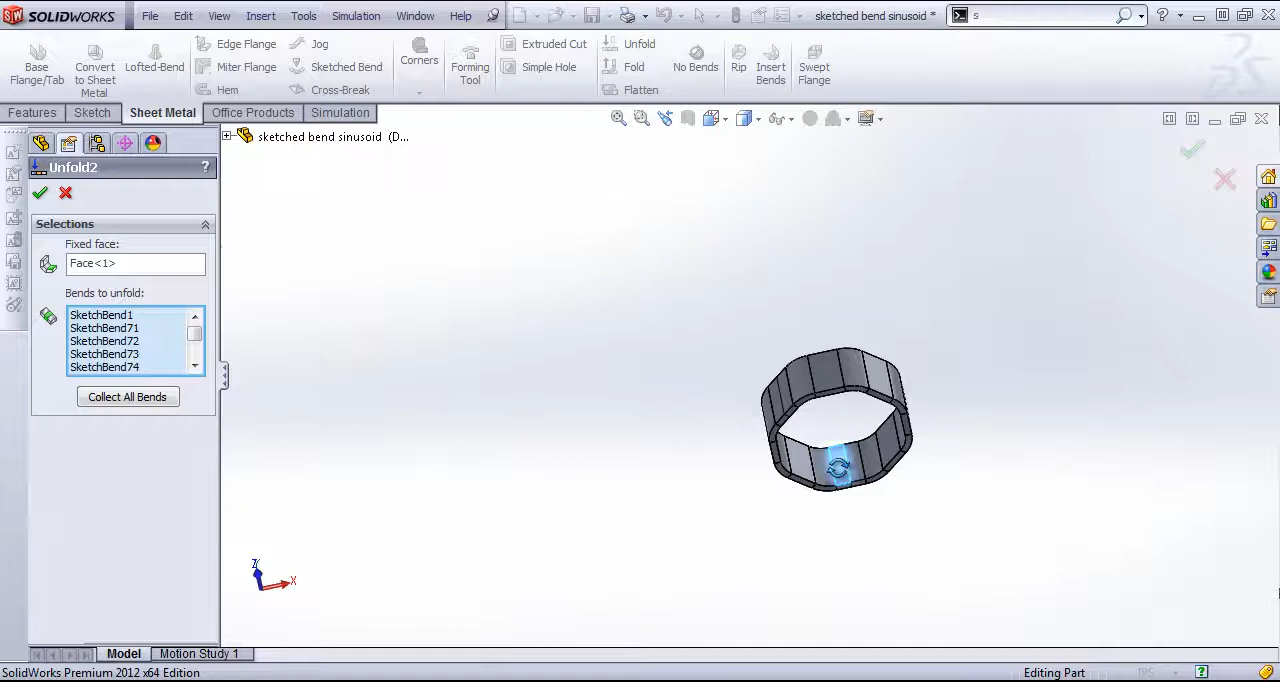 SOLIDWORKS File Edit View Insert Tools Simulation Window Help sketched bend sinusoid * s
Base Flange/Tab
Convert to Sheet Metal
Lofted-Bend
Edge Flange
Miter Flange
Hem
Jog
Sketched Bend
Cross-Break
Corners
Forming Tool
Extruded Cut
Simple Hole
Unfold
Fold
Flatten
No Bends
Rip
Insert Bends
Swept Flange
Features Sketch Sheet Metal Office Products Simulation
sketched bend sinusoid (D...
Unfold2 ?
Selections
Fixed face:
Face<1>
Bends to unfold:
SketchBend1
SketchBend71
SketchBend72
SketchBend73
SketchBend74
Collect All Bends
Z
X
Model Motion Study 1
SolidWorks Premium 2012 x64 Edition Editing Part IPS ?